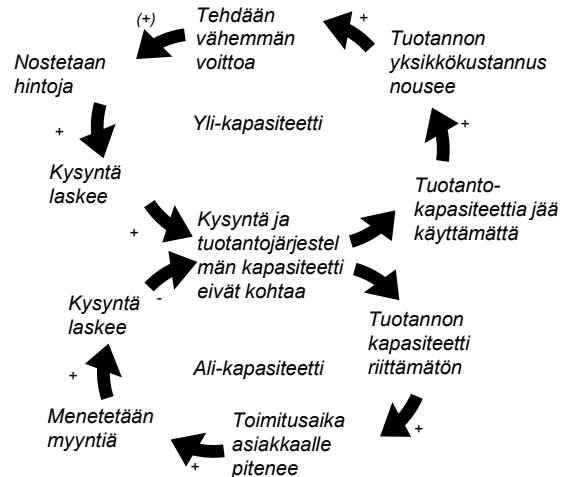 (+)
Tehdään
vähemmän
voittoa
+
Tuotannon
yksikkökustannus
nousee
Nostetaan
hintoja
+
Yli-kapasiteetti
+
Kysyntä
laskee
Tuotanto-
kapasiteettia jää
käyttämättä
+
Kysyntä ja
tuotantojärjestel
män kapasiteetti
eivät kohtaa
Kysyntä
laskee
-
Tuotannon
kapasiteetti
riittämätön
Ali-kapasiteetti
+
Menetetään
myyntiä
Toimitusaika
asiakkaalle
pitenee
+
+